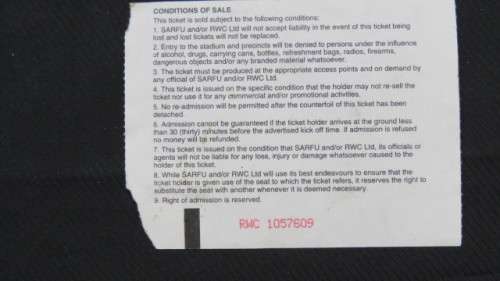 CONDITIONS OF SALE
This ticket is sold subject to the following conditions:
1. SARFU and/or RWC Ltd will not accept liability in the event of this ticket being
lost and lost tickets will not be replaced.
2. Entry to the stadium and precincts will be denied to persons under the influence
of alcohol, drugs, carrying cans, bottles, refreshment bags, radios, firearms,
dangerous objects and/or any branded material whatsoever.
3. The ticket must be produced at the appropriate access points and on demand by
any official of SARFU and/or RWC Ltd.
4. This ticket is issued on the specific condition that the holder may not re-sell the
ticket nor use it for any commercial and/or promotional activities.
5. No re-admission will be permitted after the counterfoil of this ticket has been
detached.
6. Admission cannot be guaranteed if the ticket holder arrives at the ground less
than 30 (thirty) minutes before the advertised kick off time. If admission is refused
no money will be refunded.
7. This ticket is issued on the condition that SARFU and/or RWC Ltd, its officials or
agents will not be liable for any loss, injury or damage whatsoever caused to the
holder of this ticket.
8. While SARFU and/or RWC Ltd will use its best endeavours to ensure that the
ticket holder is given use of the seat to which the ticket refers, it reserves the right to
substitute the seat with another whenever it is deemed necessary.
9. Right of admission is reserved.
RWC 1057609